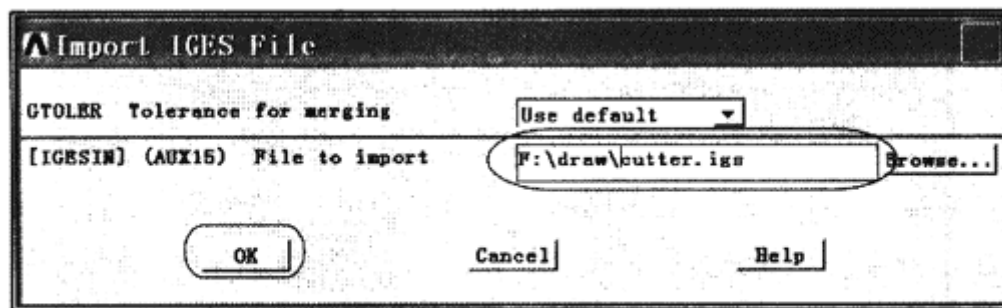 Import IGES File
GTOLER Tolerance for merging Use default
[IGESIN] (AUX15) File to import F:\draw\cutter.igs Browse...
OK Cancel Help